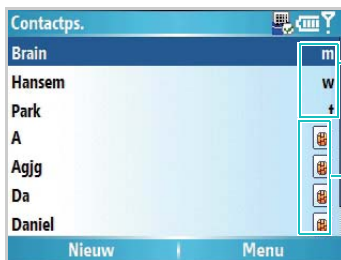 Contactps.
Brain m
Hansem w
Park t
A
Agjg
Da
Daniel
Nieuw Menu